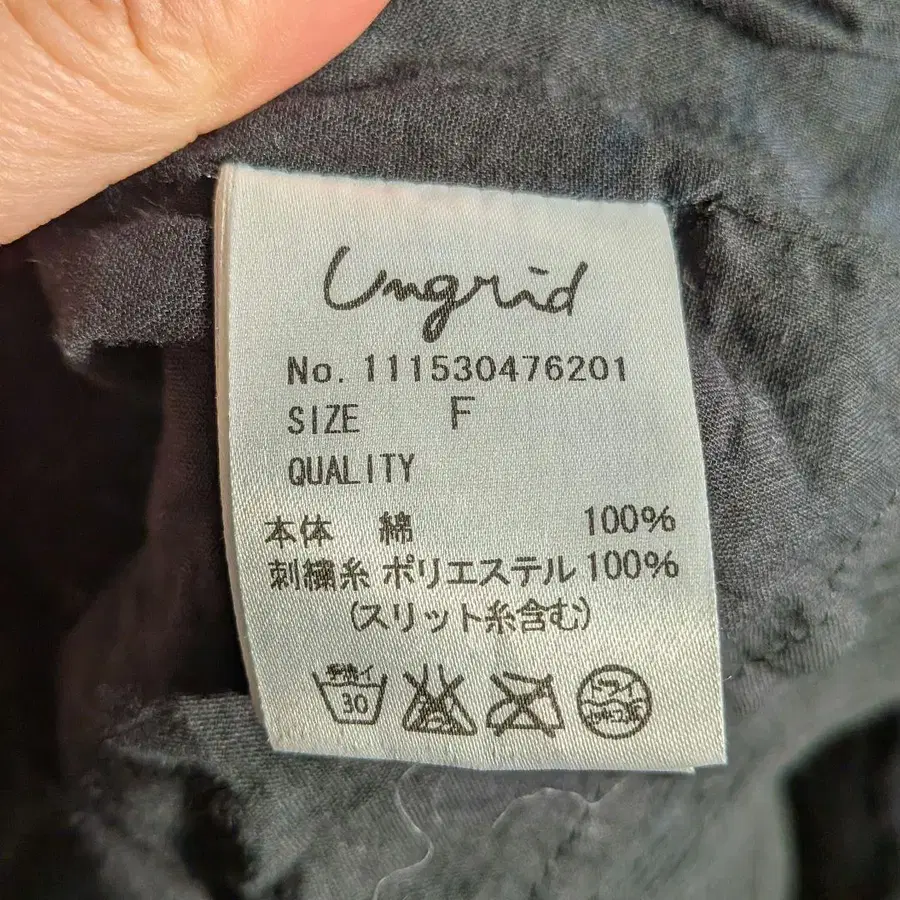 Ungrid
No. 111530476201
SIZE F
QUALITY
本体 綿 100%
刺繍糸 ポリエステル 100%
(スリット糸含む)
手洗イ
30
ドライ